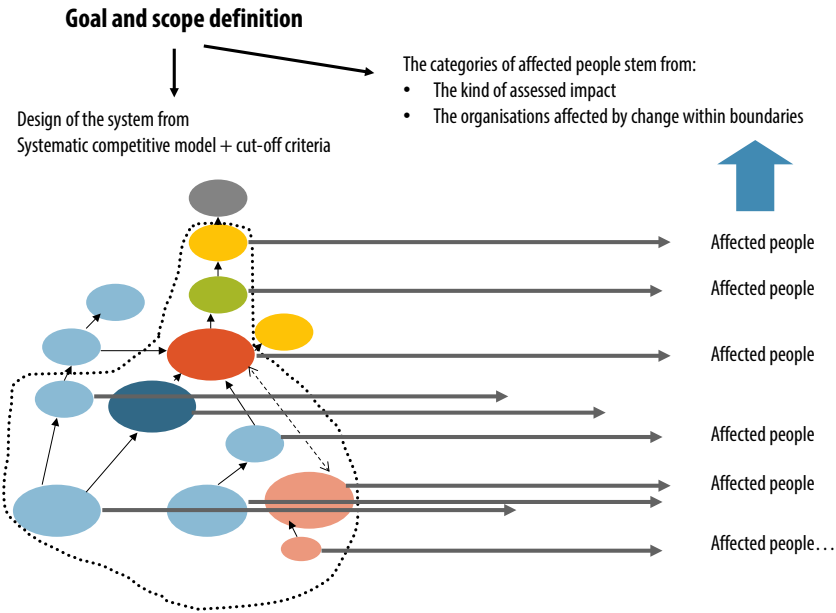 Goal and scope definition
The categories of affected people stem from:
• The kind of assessed impact
• The organisations affected by change within boundaries
Design of the system from
Systematic competitive model + cut-off criteria
Affected people
Affected people
Affected people
Affected people
Affected people
Affected people…